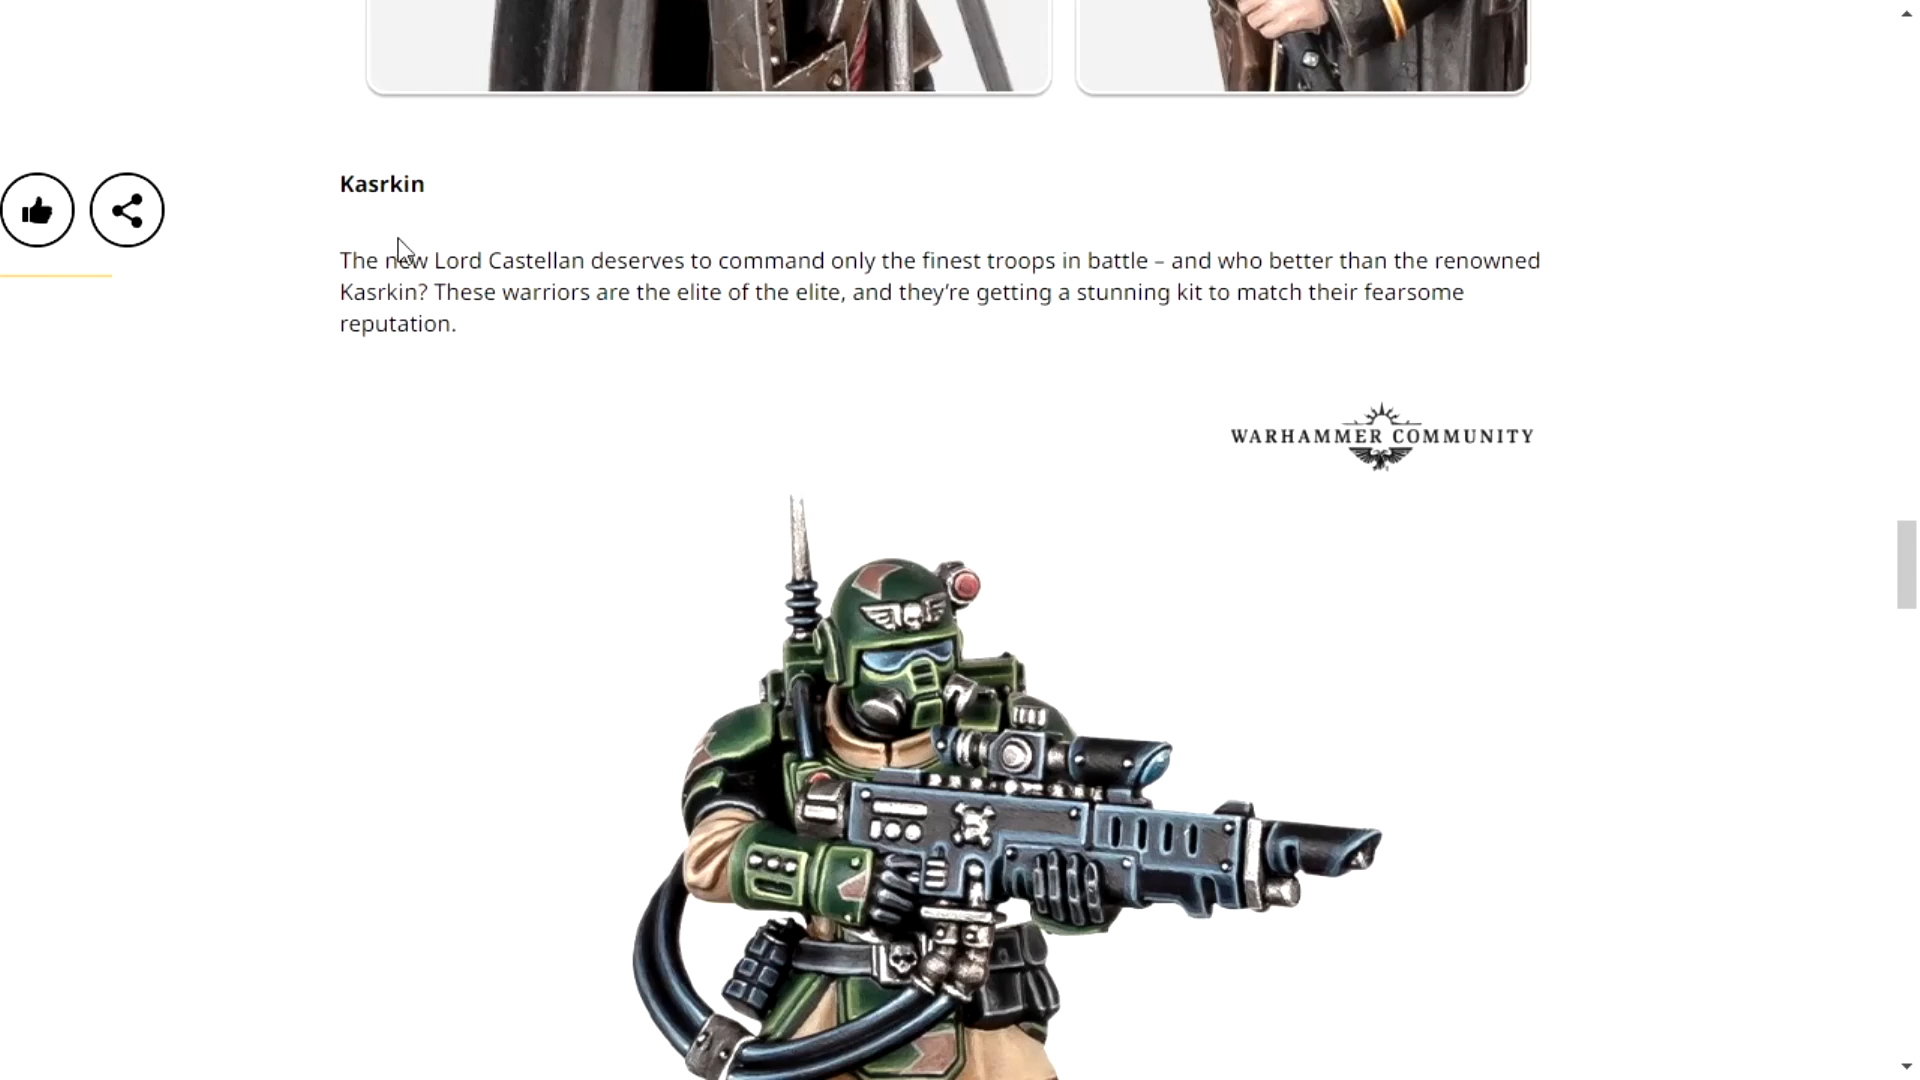 Kasrkin
The new Lord Castellan deserves to command only the finest troops in battle – and who better than the renowned
Kasrkin? These warriors are the elite of the elite, and they’re getting a stunning kit to match their fearsome
reputation.
WARHAMMER COMMUNITY